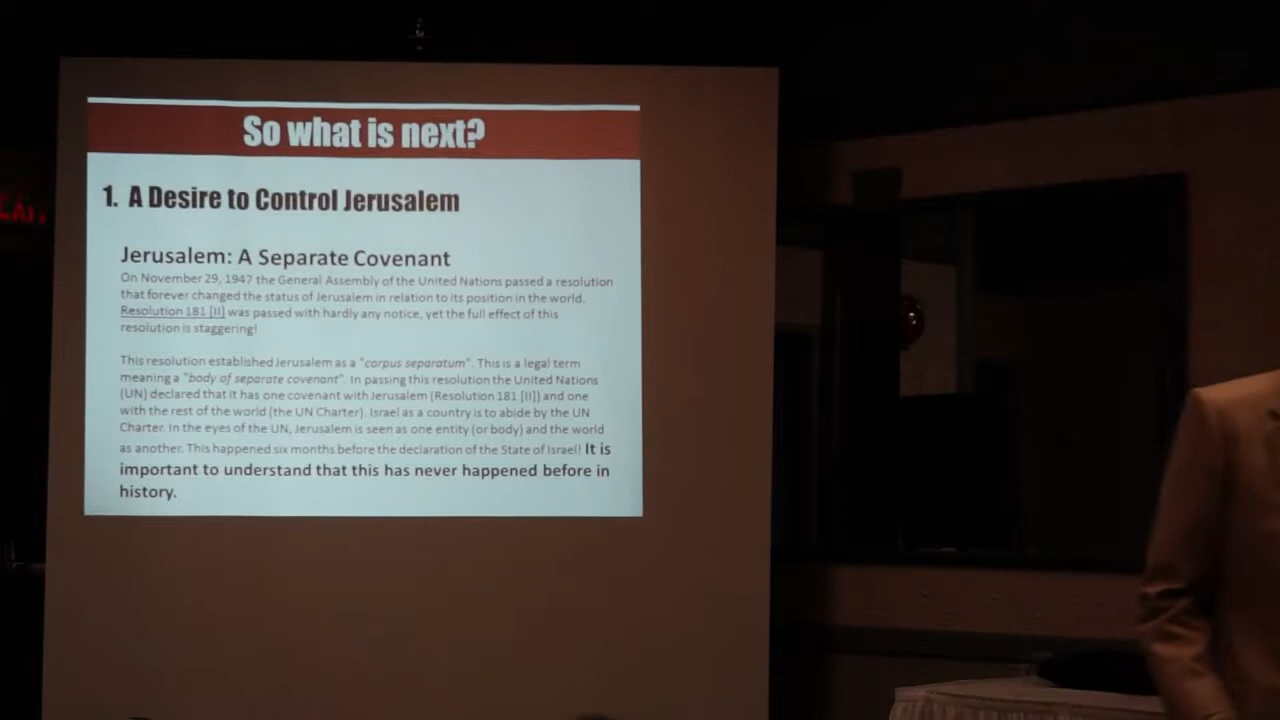 So what is next?
1. A Desire to Control Jerusalem
Jerusalem: A Separate Covenant
On November 29, 1947 the General Assembly of the United Nations passed a resolution
that forever changed the status of Jerusalem in relation to its position in the world.
Resolution 181 [II] was passed with hardly any notice, yet the full effect of this
resolution is staggering!
This resolution established Jerusalem as a "corpus separatum". This is a legal term
meaning a "body of separate covenant". In passing this resolution the United Nations
(UN) declared that it has one covenant with Jerusalem (Resolution 181 [II]) and one
with the rest of the world (the UN Charter). Israel as a country is to abide by the UN
Charter. In the eyes of the UN, Jerusalem is seen as one entity (or body) and the world
as another. This happened six months before the declaration of the State of Israel! It is
important to understand that this has never happened before in
history.
EXIT